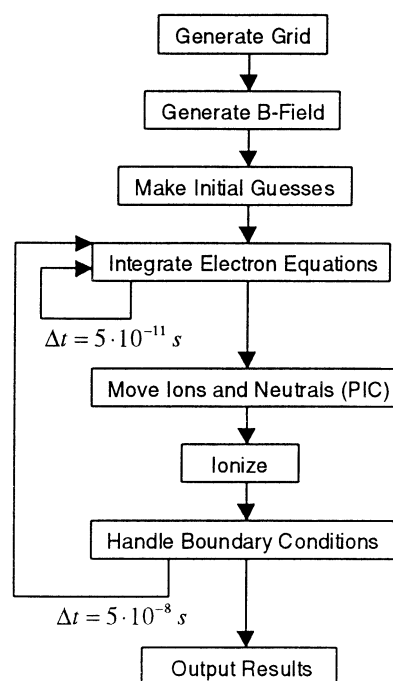 Generate Grid
Generate B-Field
Make Initial Guesses
Integrate Electron Equations
Δt = 5·10⁻¹¹ s
Move Ions and Neutrals (PIC)
Ionize
Handle Boundary Conditions
Δt = 5·10⁻⁸ s
Output Results